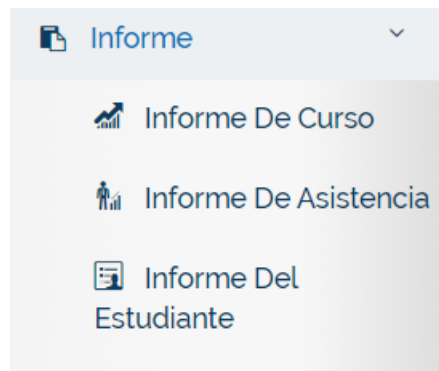 Informe
Informe De Curso
Informe De Asistencia
Informe Del
Estudiante